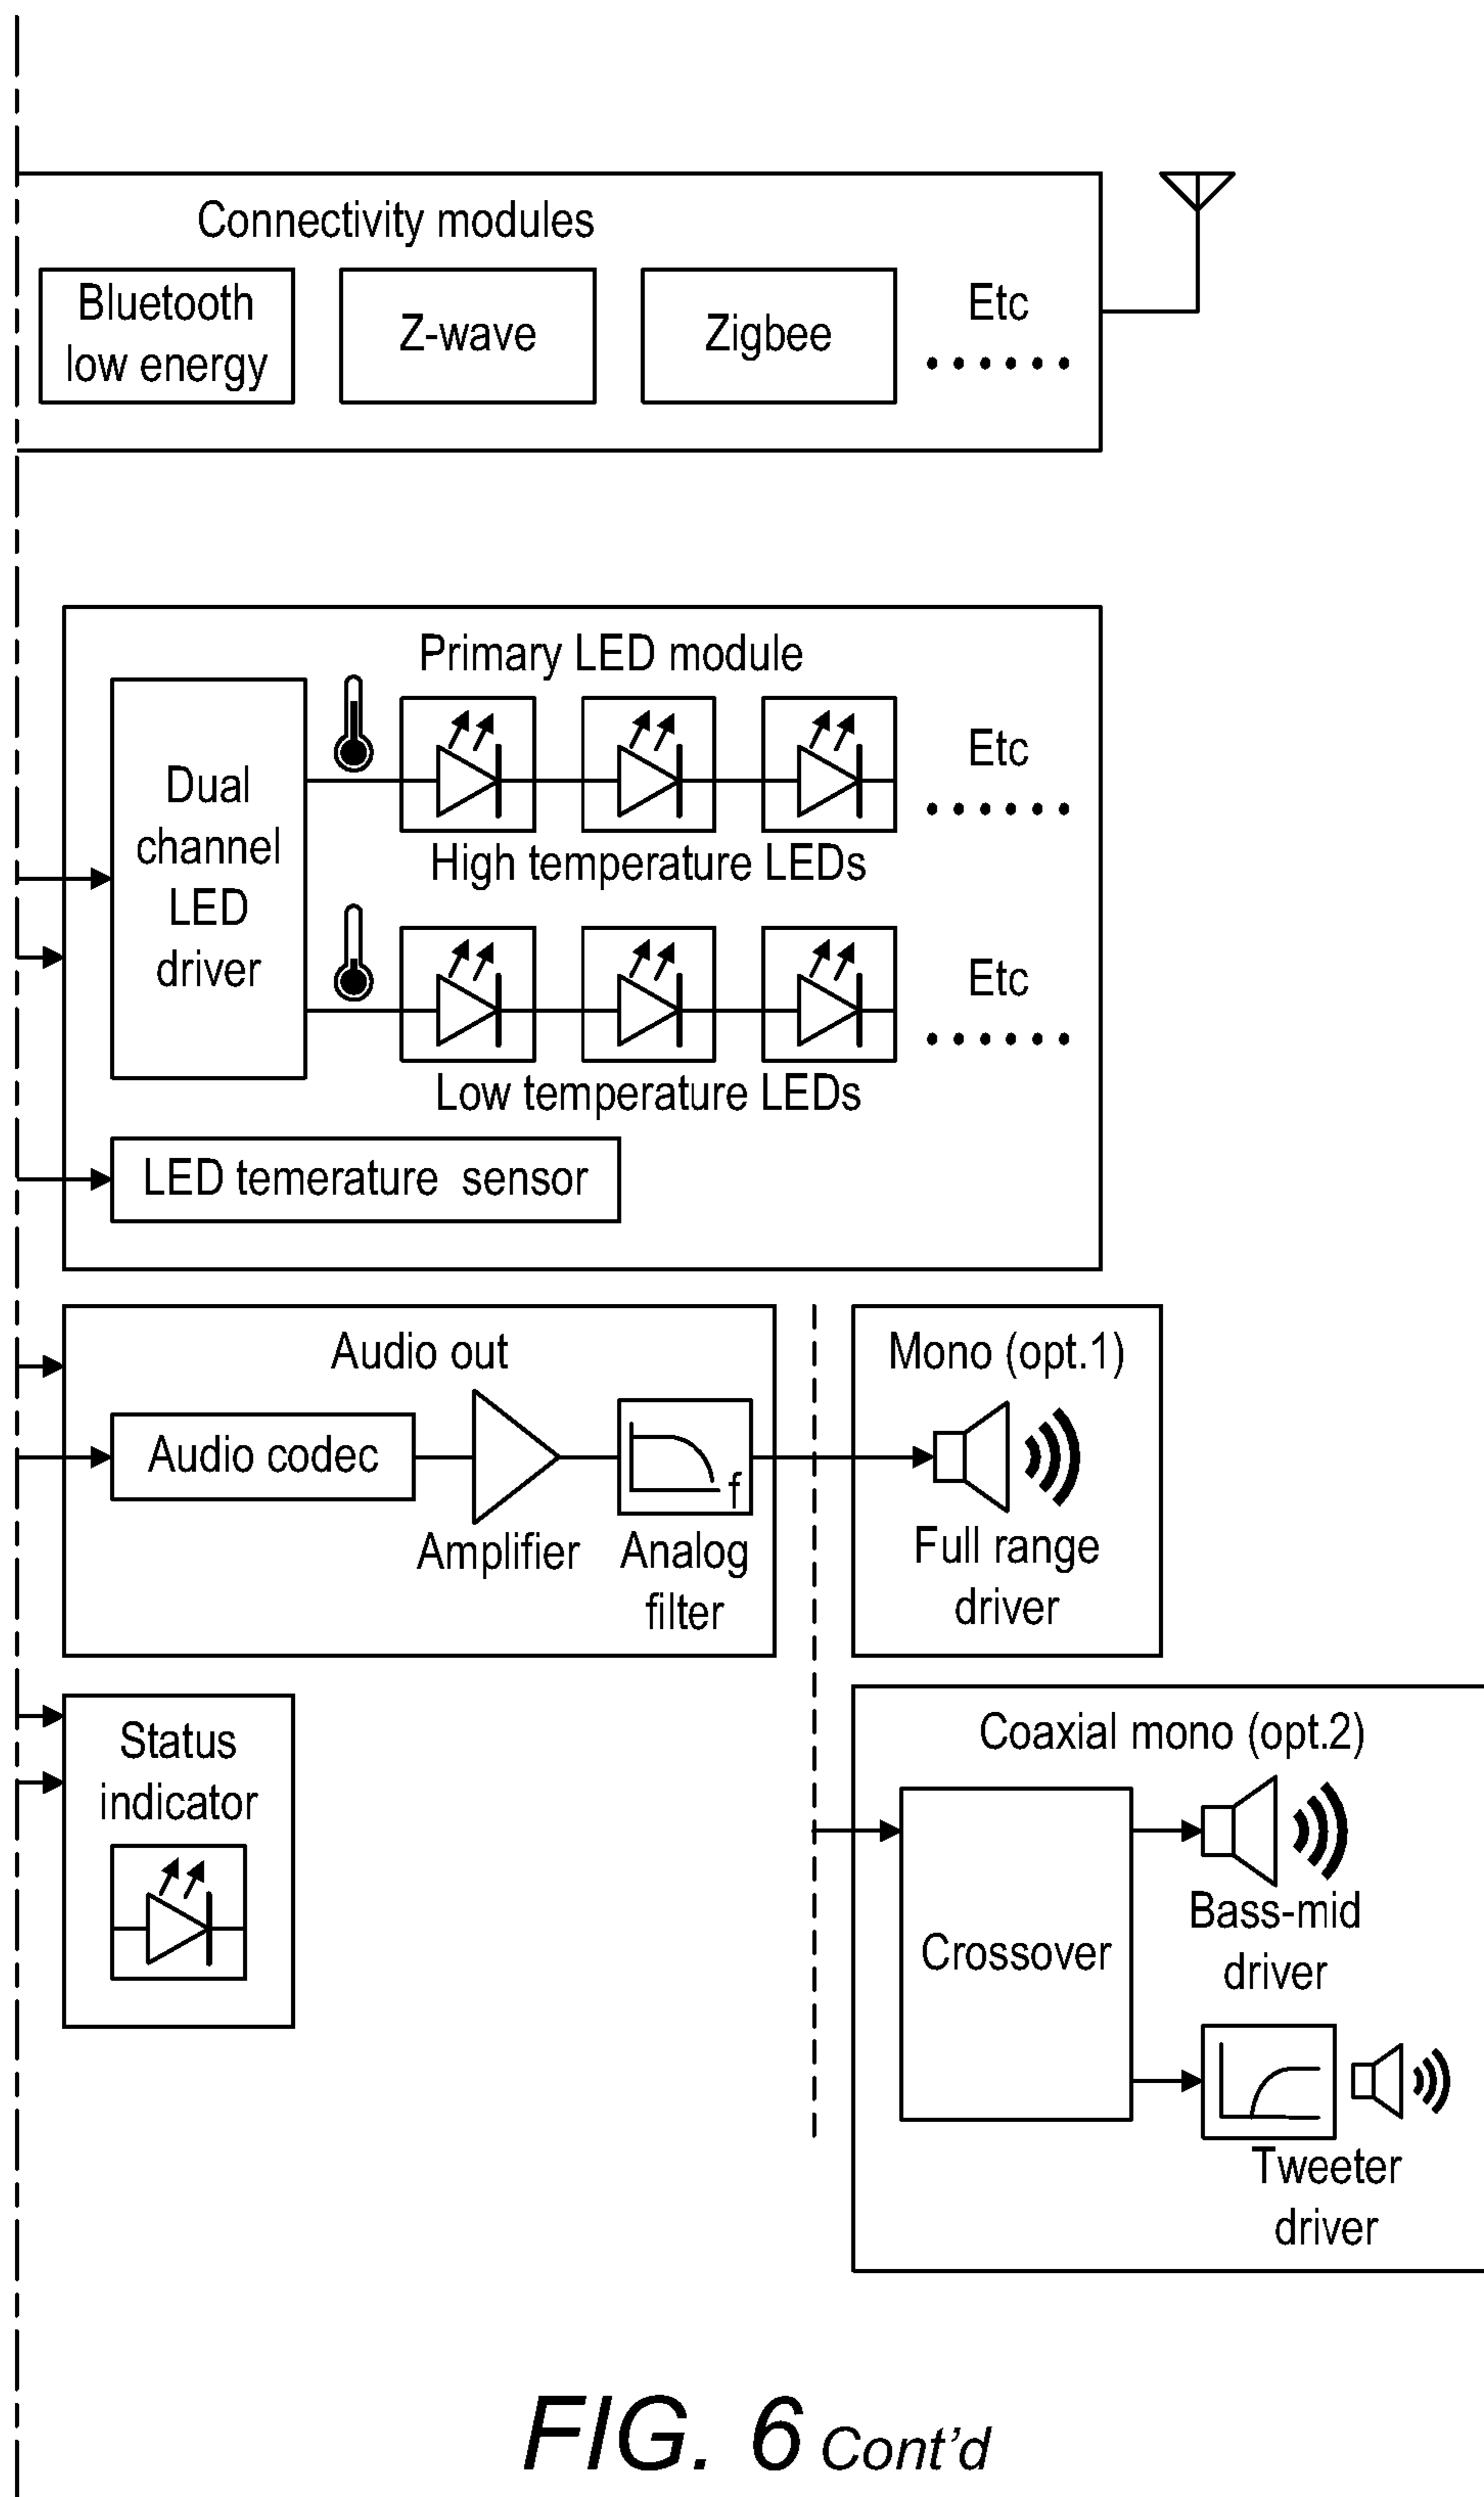 Connectivity modules
Bluetooth
low energy
Z-wave
Zigbee
Etc
......
Primary LED module
Dual
channel
LED
driver
Etc
......
High temperature LEDs
Etc
......
Low temperature LEDs
LED temerature sensor
Audio out
Audio codec
Amplifier
f
Analog
filter
Mono (opt.1)
Full range
driver
Status
indicator
Coaxial mono (opt.2)
Crossover
Bass-mid
driver
Tweeter
driver
FIG. 6 Cont'd